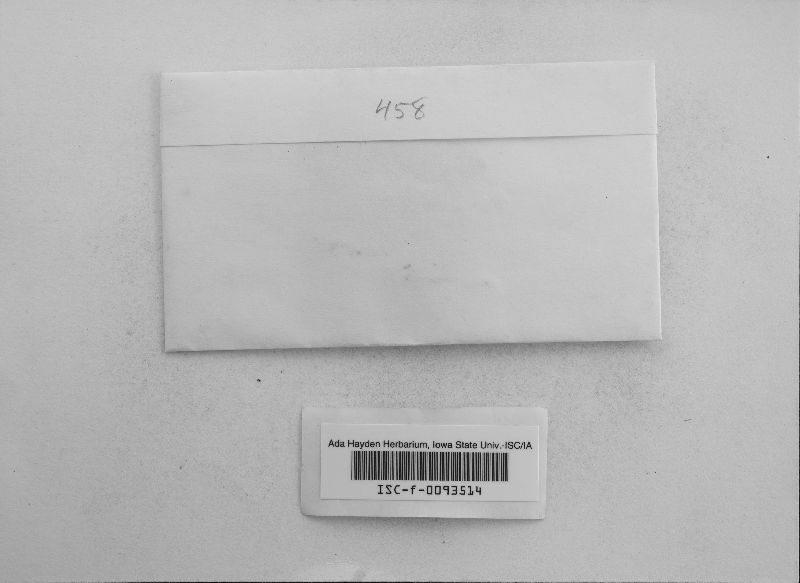 458
Ada Hayden Herbarium, Iowa State Univ.-ISC/IA
ISC-f-0093514